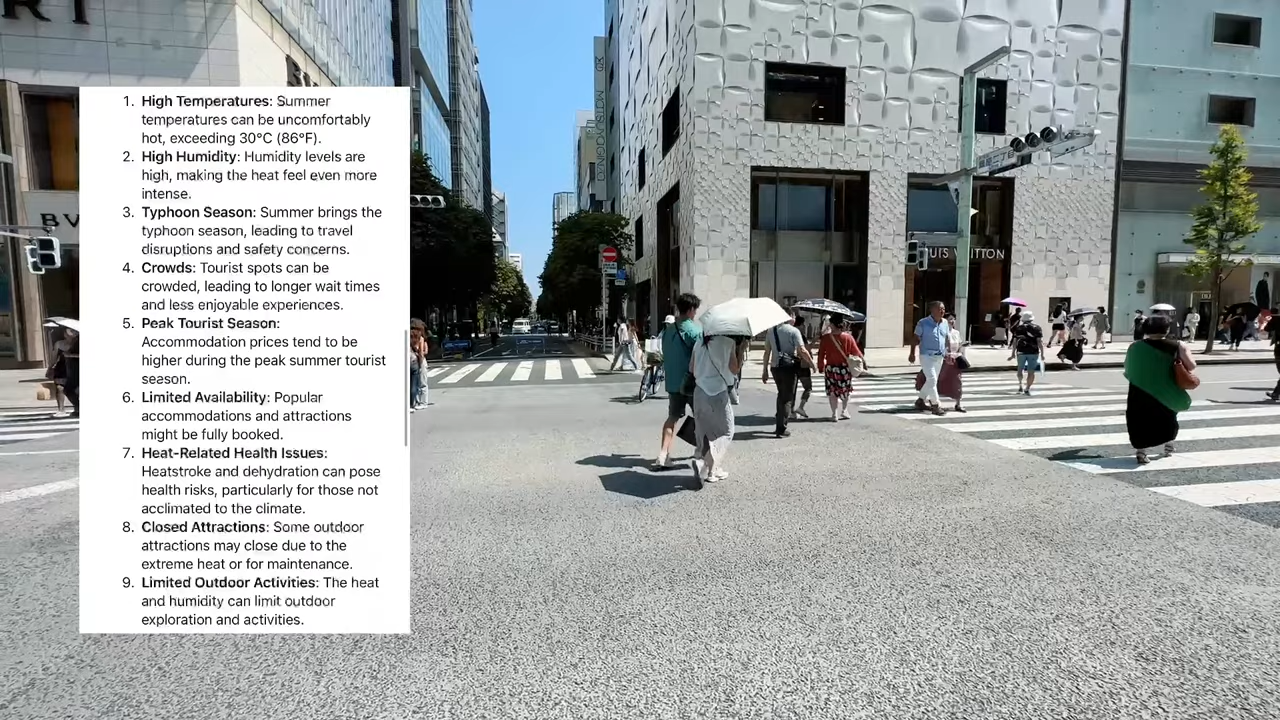 1. High Temperatures: Summer
temperatures can be uncomfortably
hot, exceeding 30°C (86°F).
2. High Humidity: Humidity levels are
high, making the heat feel even more
intense.
3. Typhoon Season: Summer brings the
typhoon season, leading to travel
disruptions and safety concerns.
4. Crowds: Tourist spots can be
crowded, leading to longer wait times
and less enjoyable experiences.
5. Peak Tourist Season:
Accommodation prices tend to be
higher during the peak summer tourist
season.
6. Limited Availability: Popular
accommodations and attractions
might be fully booked.
7. Heat-Related Health Issues:
Heatstroke and dehydration can pose
health risks, particularly for those not
acclimated to the climate.
8. Closed Attractions: Some outdoor
attractions may close due to the
extreme heat or for maintenance.
9. Limited Outdoor Activities: The heat
and humidity can limit outdoor
exploration and activities.
RT
BV
UIS VUITTON